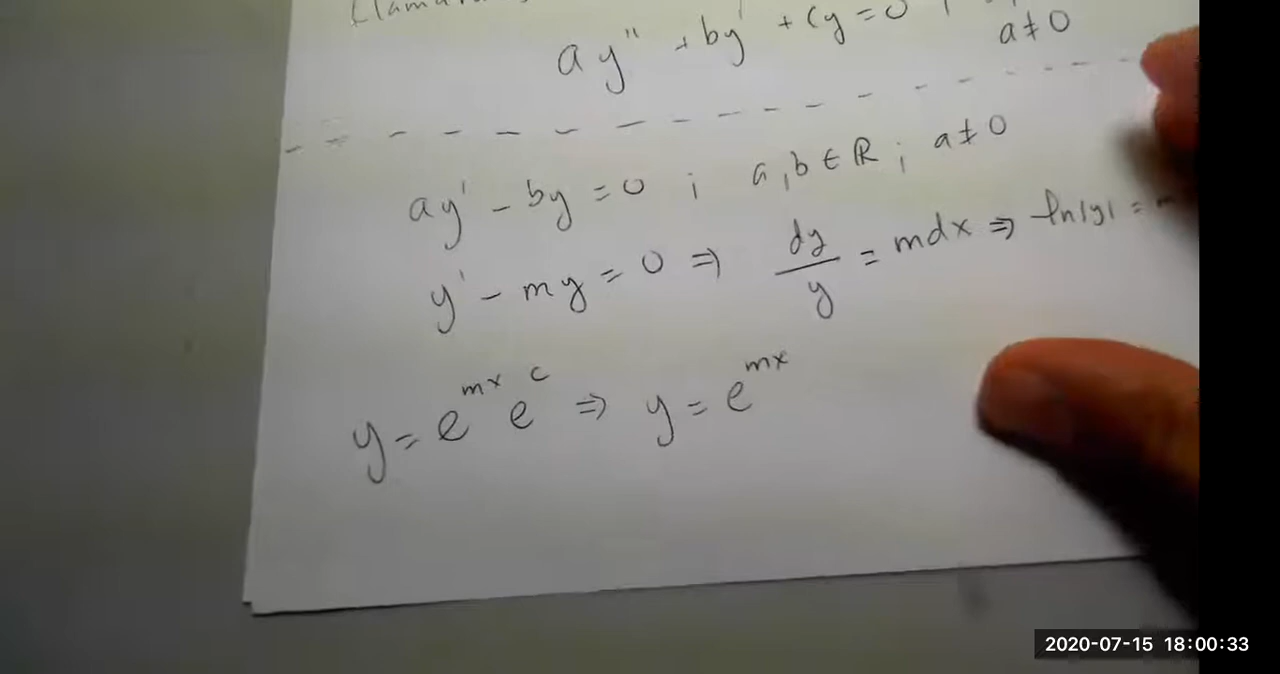 ay'' + by' + cy = 0 ;
a ≠ 0
ay' - by = 0 ; a, b ∈ ℝ ; a ≠ 0
y' - my = 0 ⇒ dy/y = mdx ⇒ ln|y| =
y = e^{mx} e^{c} ⇒ y = e^{mx}
2020-07-15 18:00:33